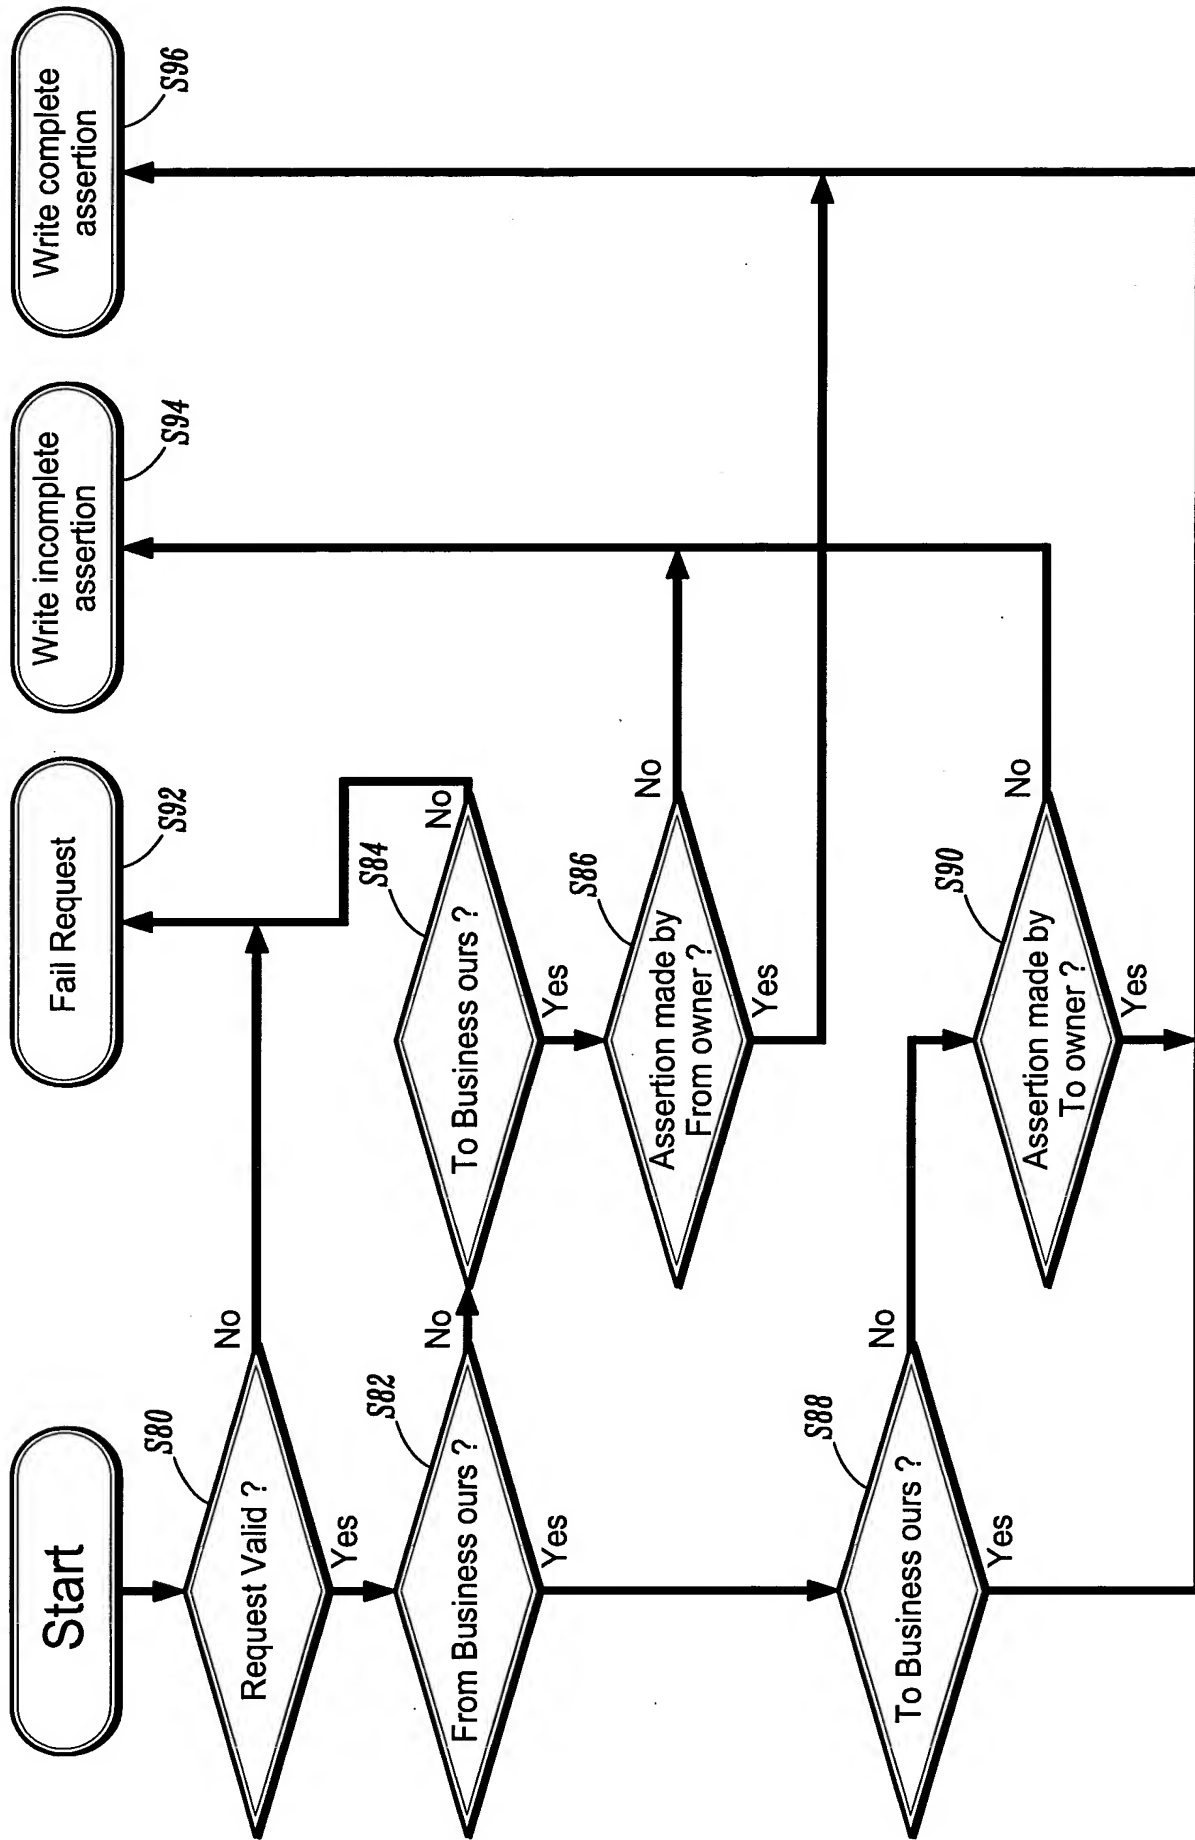 Start
Fail Request
S92
Write incomplete
assertion
S94
Write complete
assertion
S96
S80
Request Valid ?
No
Yes
S82
From Business ours ?
No
Yes
S84
To Business ours ?
No
Yes
S86
Assertion made by
From owner ?
No
Yes
S88
To Business ours ?
No
Yes
S90
Assertion made by
To owner ?
No
Yes